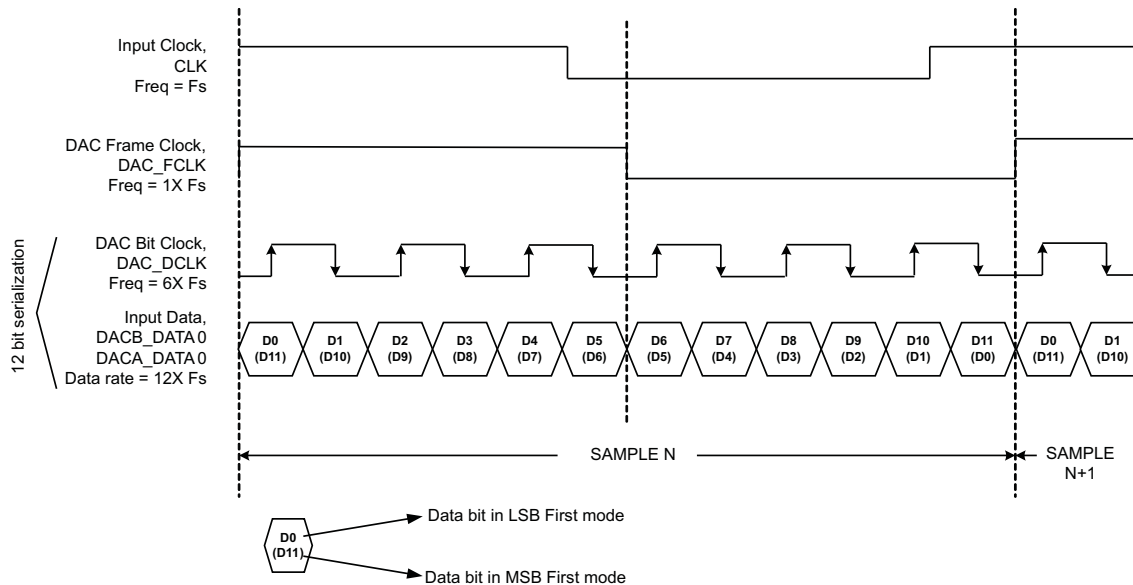 Input Clock,
CLK
Freq = Fs
DAC Frame Clock,
DAC_FCLK
Freq = 1X Fs
12 bit serialization
DAC Bit Clock,
DAC_DCLK
Freq = 6X Fs
Input Data,
DACB_DATA0
DACA_DATA0
Data rate = 12X Fs
D0 D1 D2 D3 D4 D5 D6 D7 D8 D9 D10 D11 D0 D1
(D11) (D10) (D9) (D8) (D7) (D6) (D5) (D4) (D3) (D2) (D1) (D0) (D11) (D10)
SAMPLE N
SAMPLE
N+1
D0
(D11)
Data bit in LSB First mode
Data bit in MSB First mode